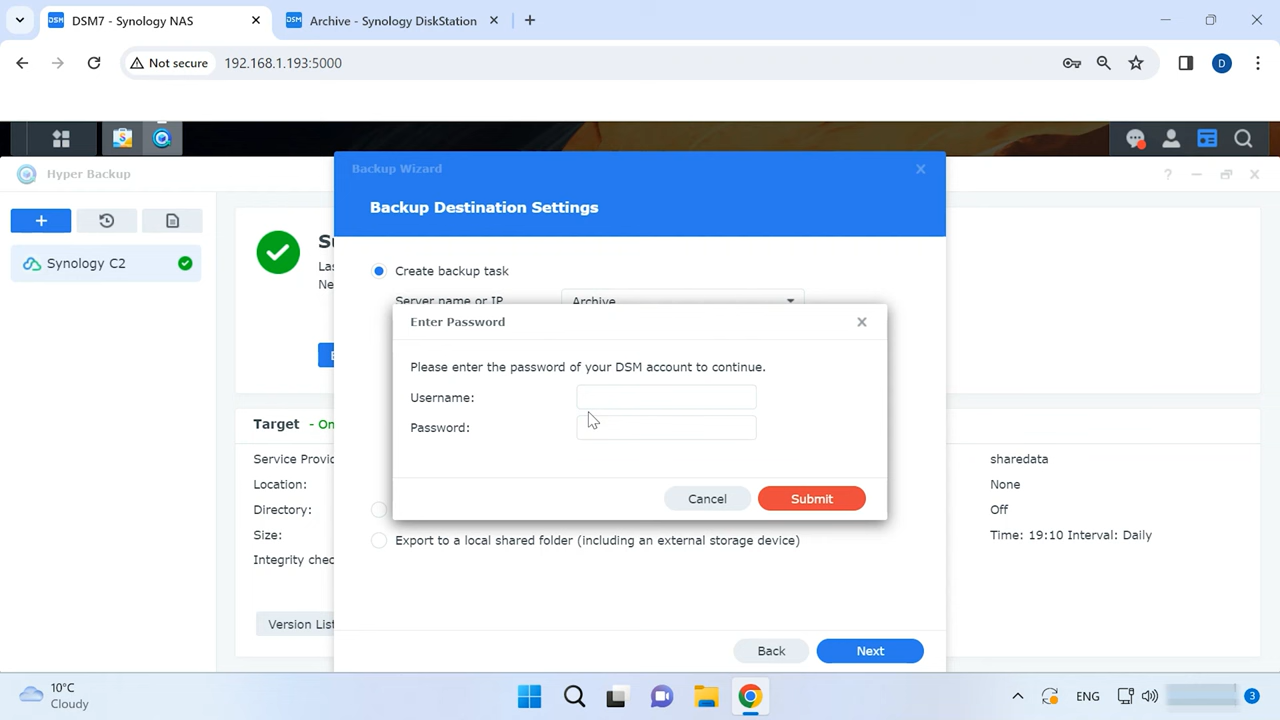 DSM7 - Synology NAS
Archive - Synology DiskStation
Not secure
192.168.1.193:5000
D
Hyper Backup
Backup Wizard
Backup Destination Settings
Synology C2
Create backup task
Server name or IP
Archive
Enter Password
Please enter the password of your DSM account to continue.
Username:
Password:
Cancel
Submit
Export to a local shared folder (including an external storage device)
Target - On
Service Provid
Location:
Directory:
Size:
Integrity chec
Version List
sharedata
None
Off
Time: 19:10 Interval: Daily
Back
Next
10°C
Cloudy
ENG
3